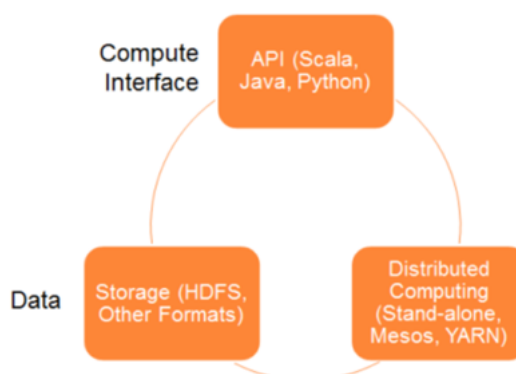 Compute
Interface
API (Scala,
Java, Python)
Data
Storage (HDFS,
Other Formats)
Distributed
Computing
(Stand-alone,
Mesos, YARN)